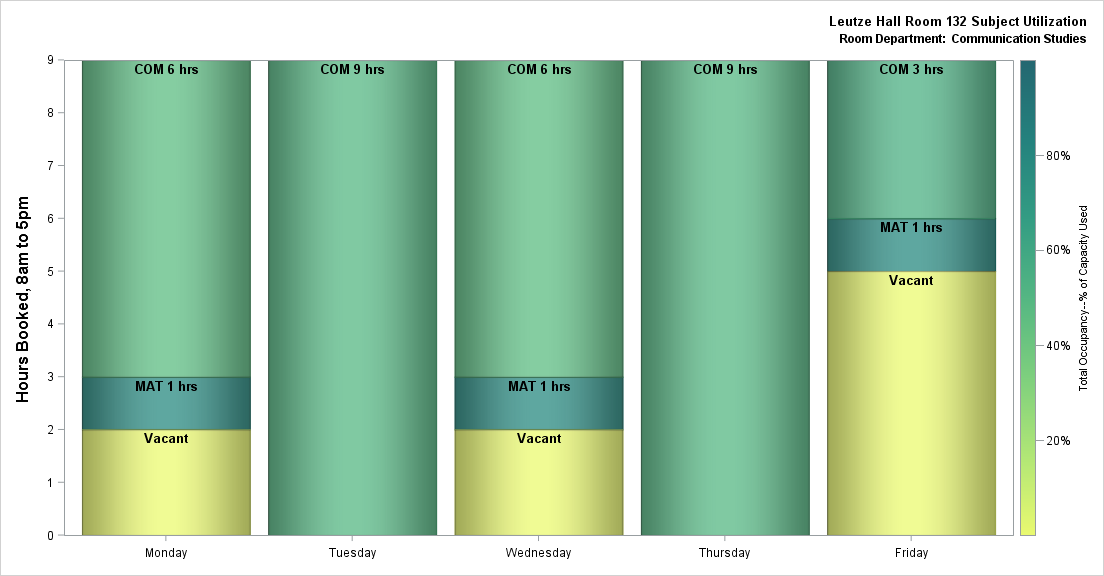 Leutze Hall Room 132 Subject Utilization
Room Department: Communication Studies
Hours Booked, 8am to 5pm
9
8
7
6
5
4
3
2
1
0
COM 6 hrs
MAT 1 hrs
Vacant
COM 9 hrs
COM 6 hrs
MAT 1 hrs
Vacant
COM 9 hrs
COM 3 hrs
MAT 1 hrs
Vacant
Monday
Tuesday
Wednesday
Thursday
Friday
80%
60%
40%
20%
Total Occupancy--% of Capacity Used